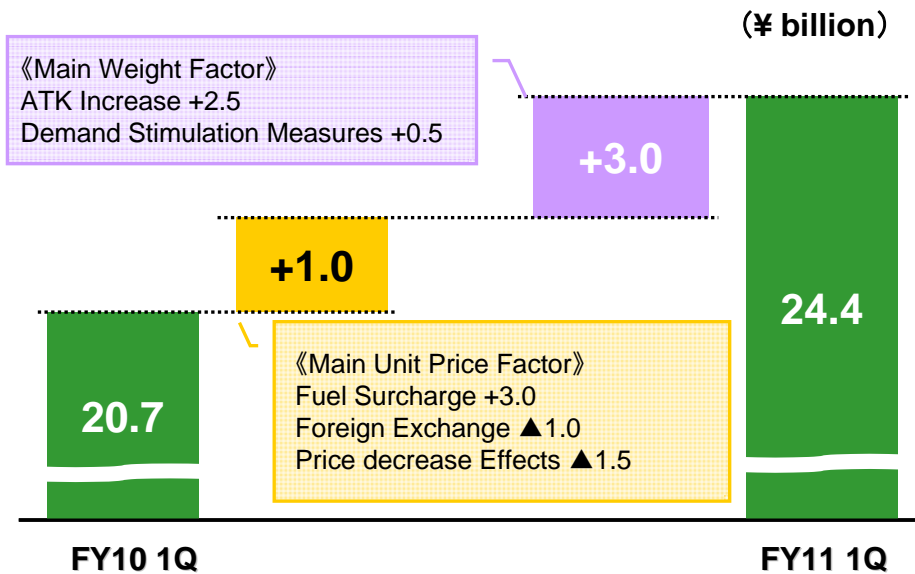 (¥ billion)
《Main Weight Factor》
ATK Increase +2.5
Demand Stimulation Measures +0.5
+3.0
+1.0
24.4
《Main Unit Price Factor》
Fuel Surcharge +3.0
Foreign Exchange ▲1.0
Price decrease Effects ▲1.5
20.7
FY10 1Q
FY11 1Q